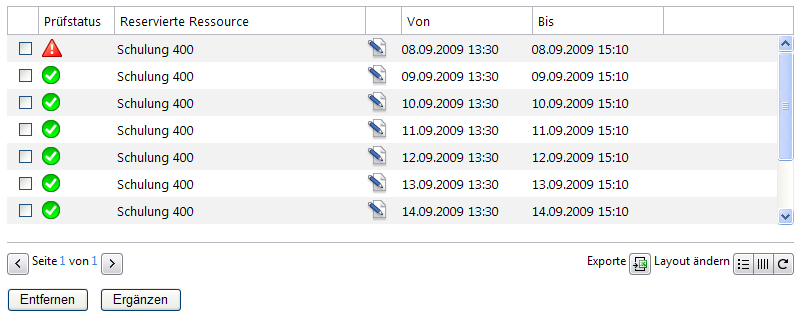 Prüfstatus Reservierte Ressource Von Bis
Schulung 400 08.09.2009 13:30 08.09.2009 15:10
Schulung 400 09.09.2009 13:30 09.09.2009 15:10
Schulung 400 10.09.2009 13:30 10.09.2009 15:10
Schulung 400 11.09.2009 13:30 11.09.2009 15:10
Schulung 400 12.09.2009 13:30 12.09.2009 15:10
Schulung 400 13.09.2009 13:30 13.09.2009 15:10
Schulung 400 14.09.2009 13:30 14.09.2009 15:10
Seite 1 von 1 Exporte Layout ändern
Entfernen Ergänzen